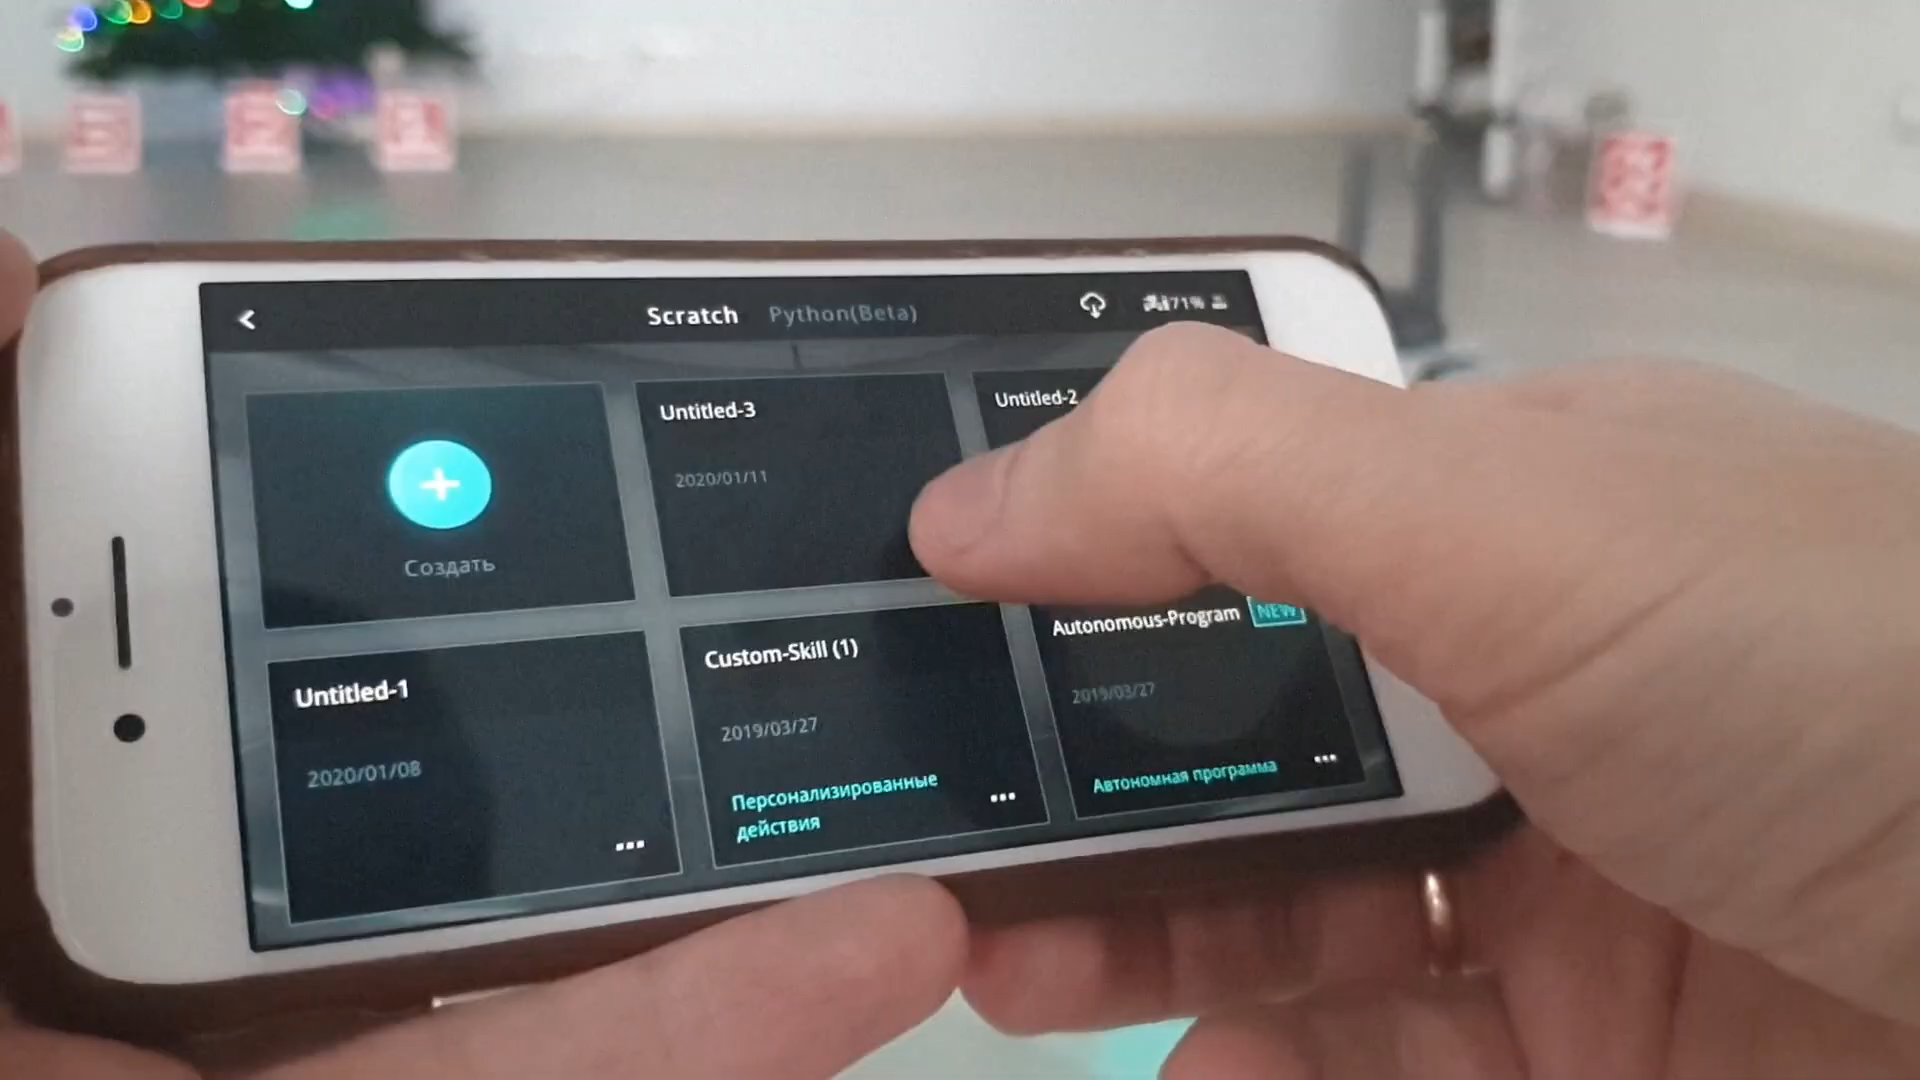 Scratch Python(Beta)
71%
Создать
Untitled-3
2020/01/11
Untitled-2
Untitled-1
2020/01/08
Custom-Skill (1)
2019/03/27
Персонализированные
действия
Autonomous-Program NEW
2019/03/27
Автономная программа